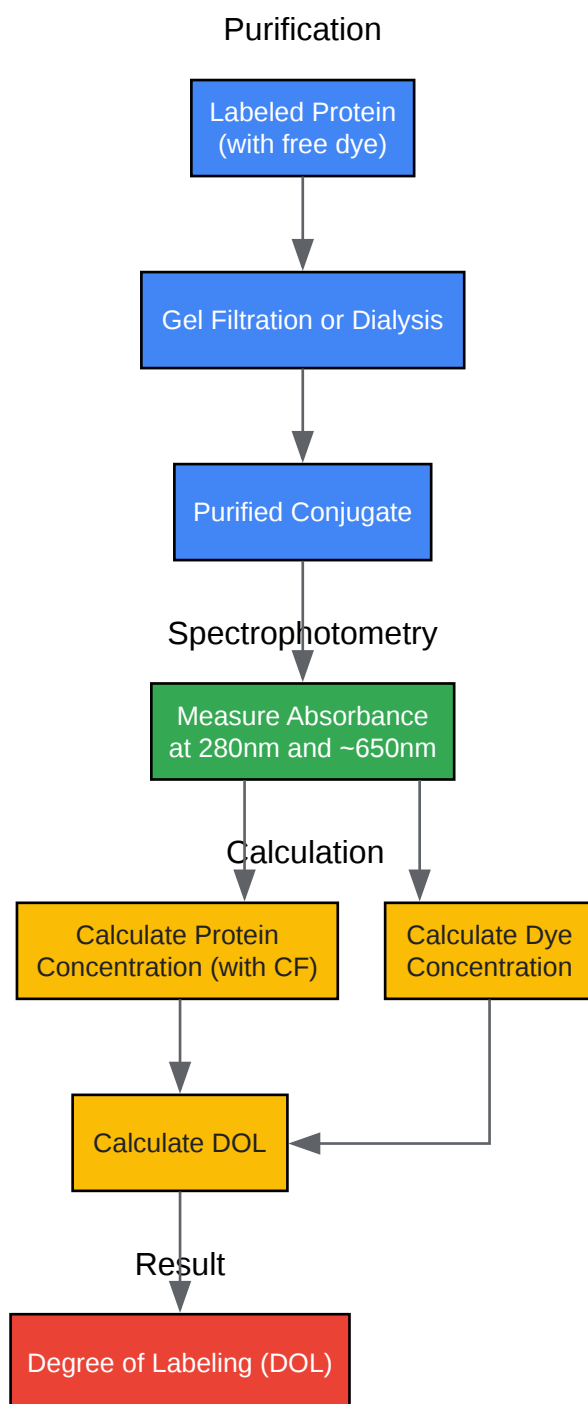 Purification
Labeled Protein
(with free dye)
Gel Filtration or Dialysis
Purified Conjugate
Spectrophotometry
Measure Absorbance
at 280nm and ~650nm
Calculation
Calculate Protein
Concentration (with CF)
Calculate Dye
Concentration
Calculate DOL
Result
Degree of Labeling (DOL)